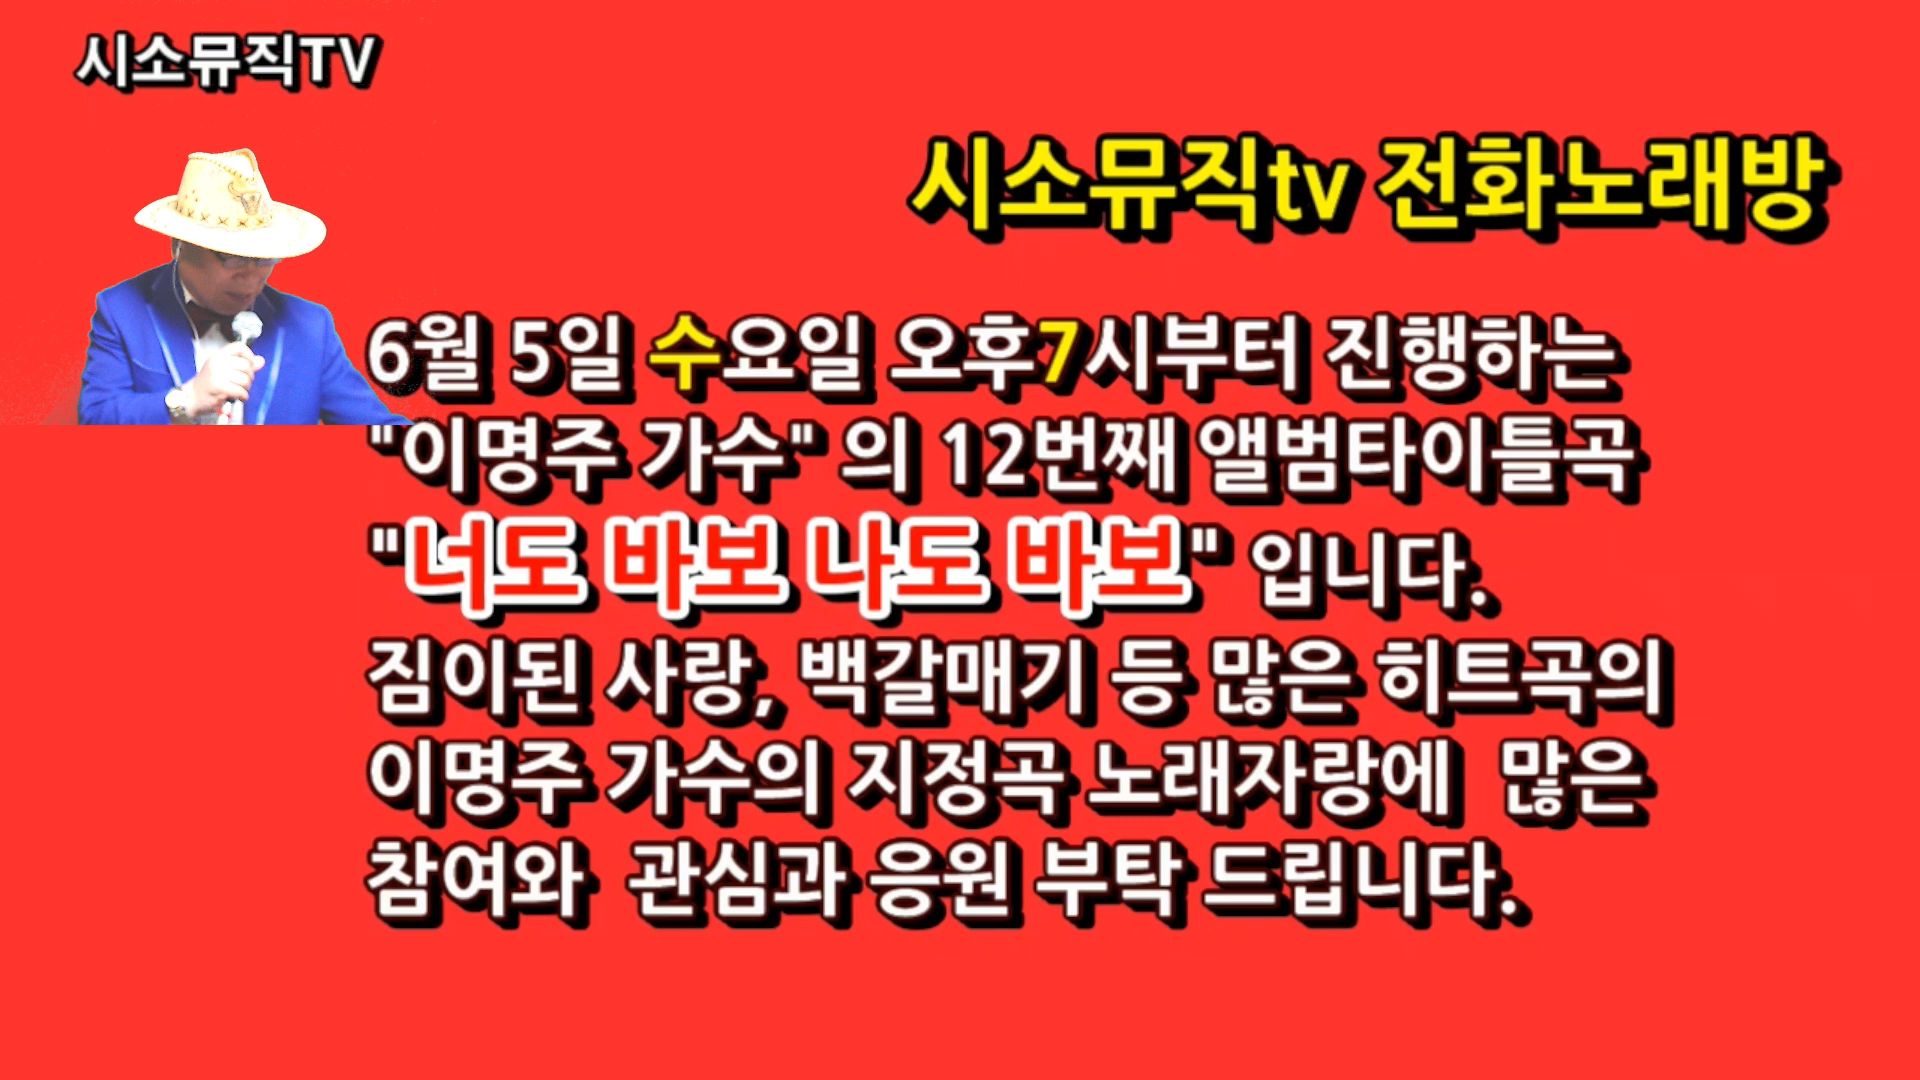 시소뮤직TV
시소뮤직tv 전화노래방
6월 5일 수요일 오후7시부터 진행하는
"이명주 가수" 의 12번째 앨범타이틀곡
"너도 바보 나도 바보" 입니다.
짐이된 사랑, 백갈매기 등 많은 히트곡의
이명주 가수의 지정곡 노래자랑에 많은
참여와 관심과 응원 부탁 드립니다.